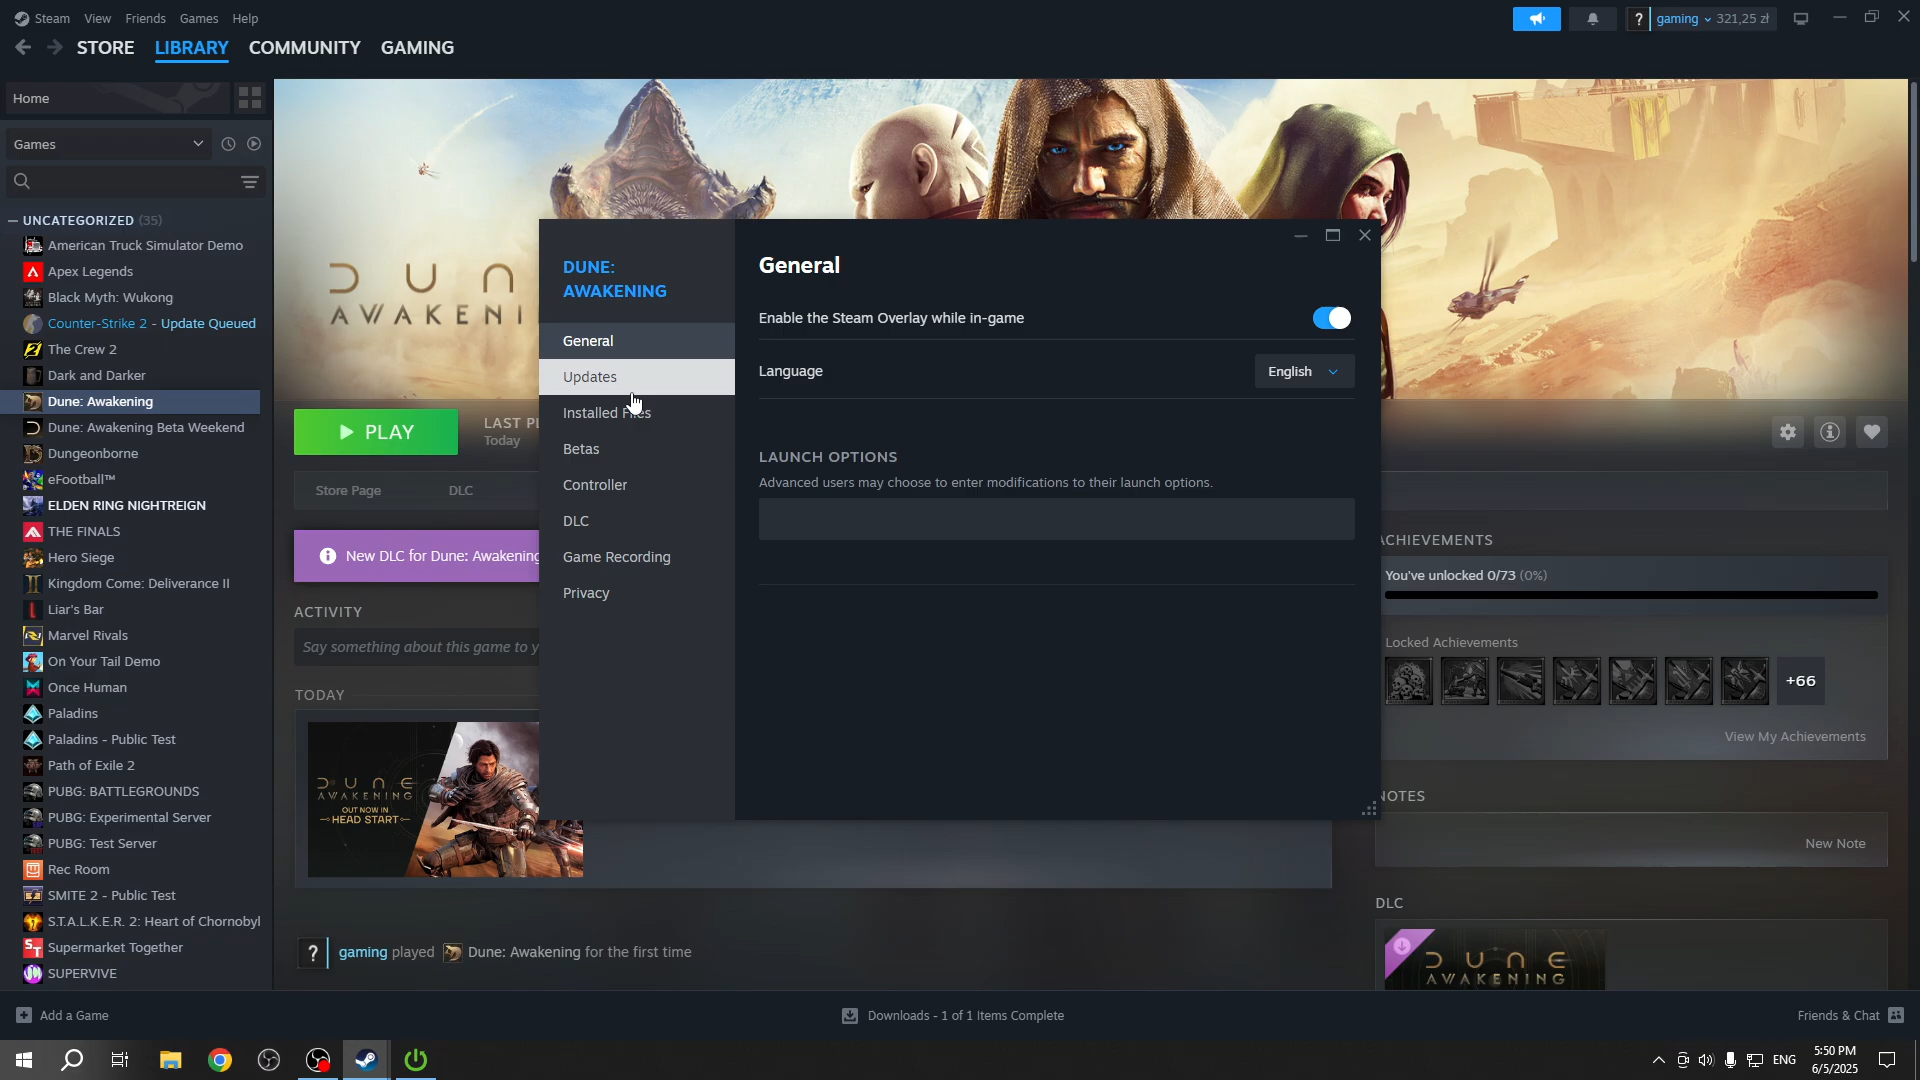 Steam View Friends Games Help
? gaming 321,25 zł
STORE LIBRARY COMMUNITY GAMING
Home
Games
— UNCATEGORIZED (35)
American Truck Simulator Demo
Apex Legends
Black Myth: Wukong
Counter-Strike 2 - Update Queued
The Crew 2
Dark and Darker
Dune: Awakening
Dune: Awakening Beta Weekend
Dungeonborne
eFootball™
ELDEN RING NIGHTREIGN
THE FINALS
Hero Siege
Kingdom Come: Deliverance II
Liar's Bar
Marvel Rivals
On Your Tail Demo
Once Human
Paladins
Paladins - Public Test
Path of Exile 2
PUBG: BATTLEGROUNDS
PUBG: Experimental Server
PUBG: Test Server
Rec Room
SMITE 2 - Public Test
S.T.A.L.K.E.R. 2: Heart of Chornobyl
Supermarket Together
SUPERVIVE
DUNE
AWAKENI
PLAY
LAST PL
Today
Store Page DLC
New DLC for Dune: Awakening
ACTIVITY
Say something about this game to y
TODAY
DUNE
AWAKENING
OUT NOW IN
HEAD START
? gaming played Dune: Awakening for the first time
DUNE:
AWAKENING
General
Updates
Installed Files
Betas
Controller
DLC
Game Recording
Privacy
General
Enable the Steam Overlay while in-game
Language English
LAUNCH OPTIONS
Advanced users may choose to enter modifications to their launch options.
ACHIEVEMENTS
You've unlocked 0/73 (0%)
Locked Achievements
+66
View My Achievements
NOTES
New Note
DLC
DUNE
AWAKENING
Add a Game
Downloads - 1 of 1 Items Complete
Friends & Chat
ENG
5:50 PM
6/5/2025